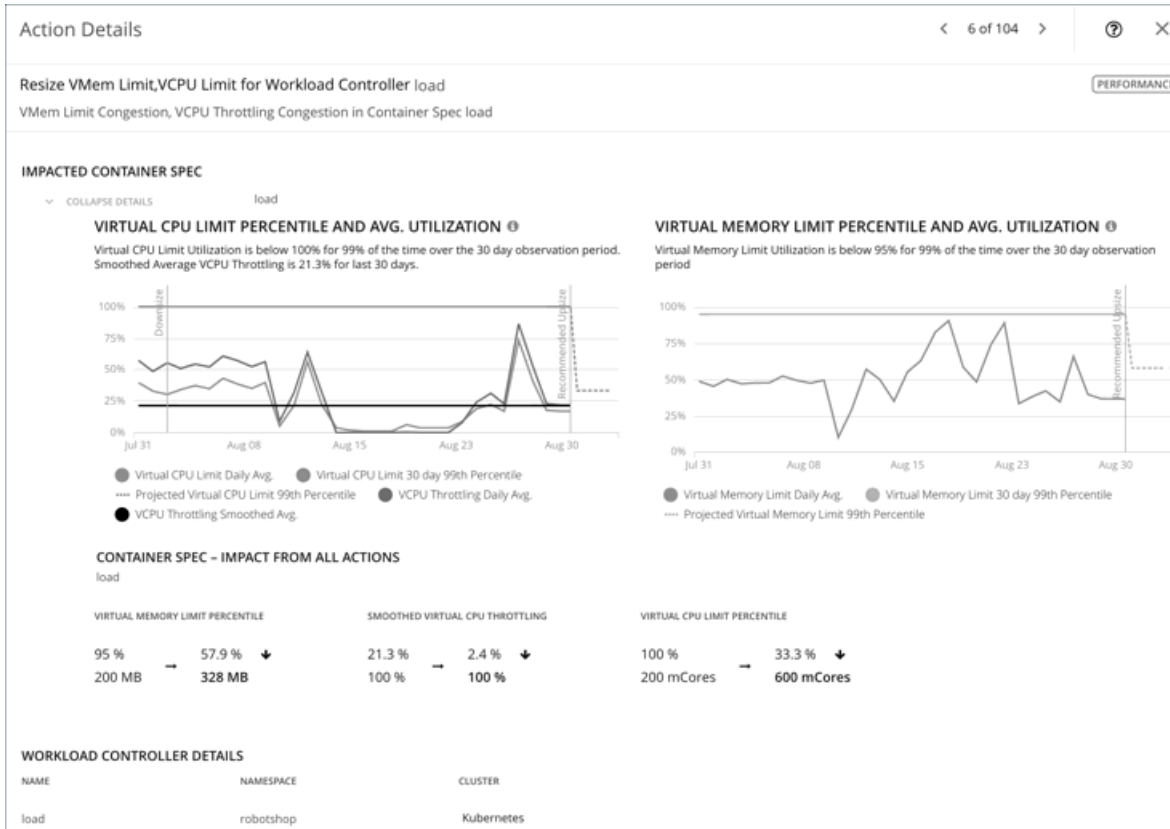 Action Details
6 of 104
Resize VMem Limit,VCPU Limit for Workload Controller load
PERFORMANCE
VMem Limit Congestion, VCPU Throttling Congestion in Container Spec load
IMPACTED CONTAINER SPEC
COLLAPSE DETAILS
load
VIRTUAL CPU LIMIT PERCENTILE AND AVG. UTILIZATION
Virtual CPU Limit Utilization is below 100% for 99% of the time over the 30 day observation period.
Smoothed Average VCPU Throttling is 21.3% for last 30 days.
100%
75%
50%
25%
0%
Downsize
Recommended Upsize
Jul 31
Aug 08
Aug 15
Aug 23
Aug 30
Virtual CPU Limit Daily Avg.
Virtual CPU Limit 30 day 99th Percentile
Projected Virtual CPU Limit 99th Percentile
VCPU Throttling Daily Avg.
VCPU Throttling Smoothed Avg.
VIRTUAL MEMORY LIMIT PERCENTILE AND AVG. UTILIZATION
Virtual Memory Limit Utilization is below 95% for 99% of the time over the 30 day observation
period
100%
75%
50%
25%
0%
Recommended Upsize
Jul 31
Aug 08
Aug 15
Aug 23
Aug 30
Virtual Memory Limit Daily Avg.
Virtual Memory Limit 30 day 99th Percentile
Projected Virtual Memory Limit 99th Percentile
CONTAINER SPEC – IMPACT FROM ALL ACTIONS
load
VIRTUAL MEMORY LIMIT PERCENTILE
95 % → 57.9 % ↓
200 MB 328 MB
SMOOTHED VIRTUAL CPU THROTTLING
21.3 % → 2.4 % ↓
100 % 100 %
VIRTUAL CPU LIMIT PERCENTILE
100 % → 33.3 % ↓
200 mCores 600 mCores
WORKLOAD CONTROLLER DETAILS
NAME NAMESPACE CLUSTER
load robotshop Kubernetes